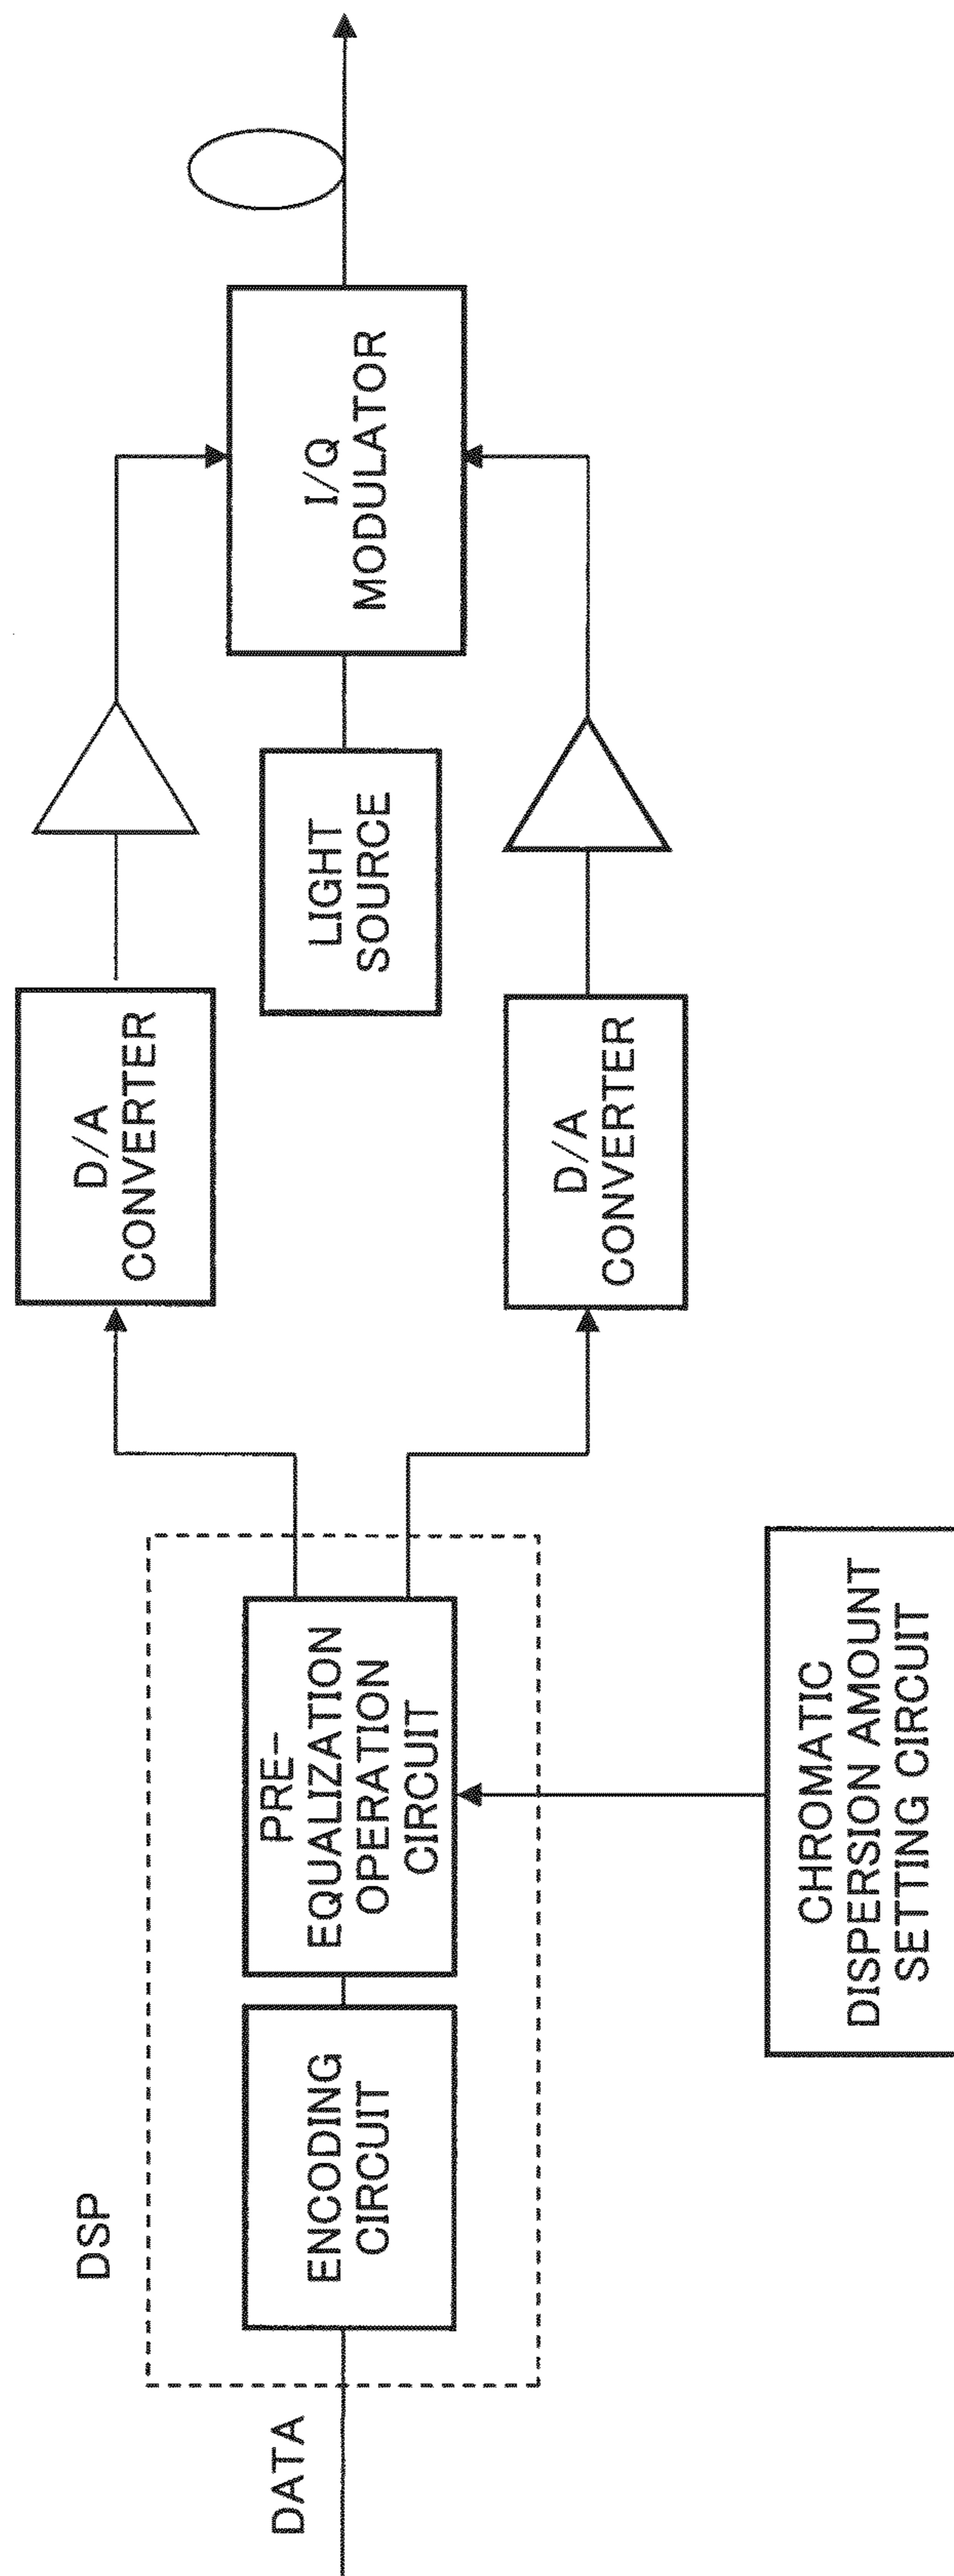 DSP
DATA
ENCODING
CIRCUIT
PRE-
EQUALIZATION
OPERATION
CIRCUIT
CHROMATIC
DISPERSION AMOUNT
SETTING CIRCUIT
D/A
CONVERTER
D/A
CONVERTER
LIGHT
SOURCE
I/Q
MODULATOR